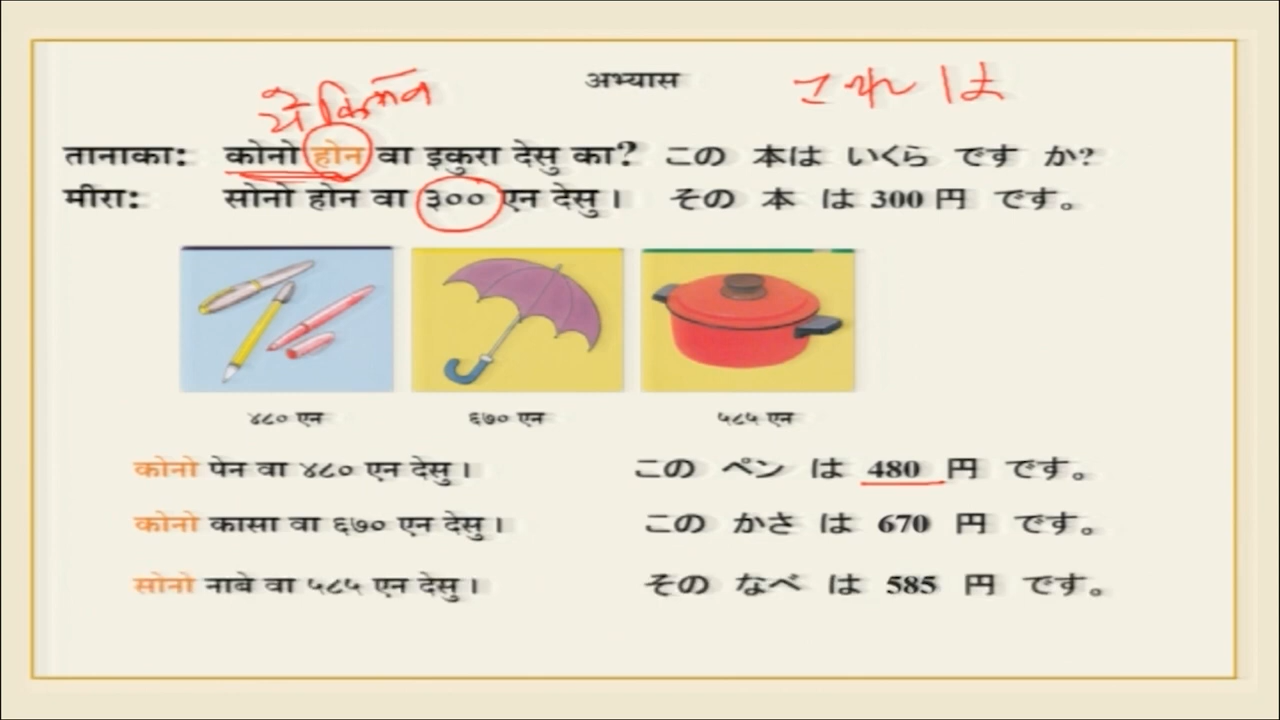 अभ्यास これ は
ये किताब
तानाका: कोनो होन वा इकुरा देसु का? この 本は いくら です か?
मीरा: सोनो होन वा ३०० एन देसु । その 本 は 300 円 です。
४८० एन ६७० एन ५८५ एन
कोनो पेन वा ४८० एन देसु । この ペン は 480 円 です。
कोनो कासा वा ६७० एन देसु । この かさ は 670 円 です。
सोनो नाबे वा ५८५ एन देसु । その なべ は 585 円 です。